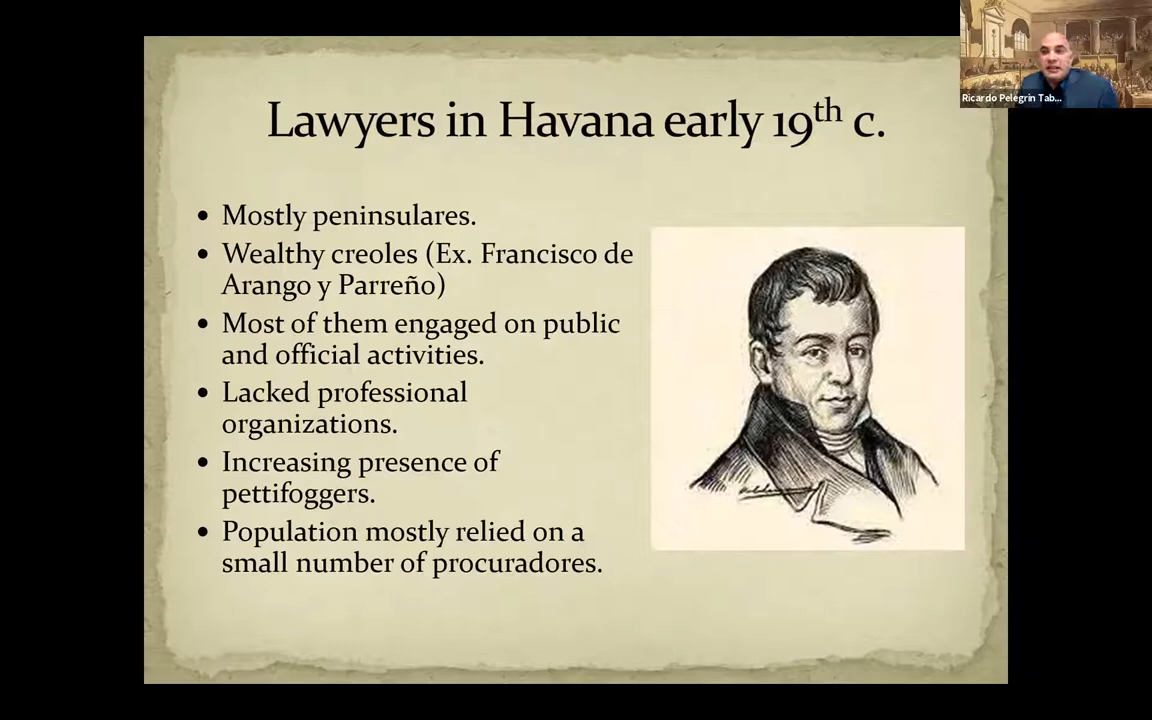 Lawyers in Havana early 19th c.
• Mostly peninsulares.
• Wealthy creoles (Ex. Francisco de
Arango y Parreño)
• Most of them engaged on public
and official activities.
• Lacked professional
organizations.
• Increasing presence of
pettifoggers.
• Population mostly relied on a
small number of procuradores.
Ricardo Pelegrin Tab...